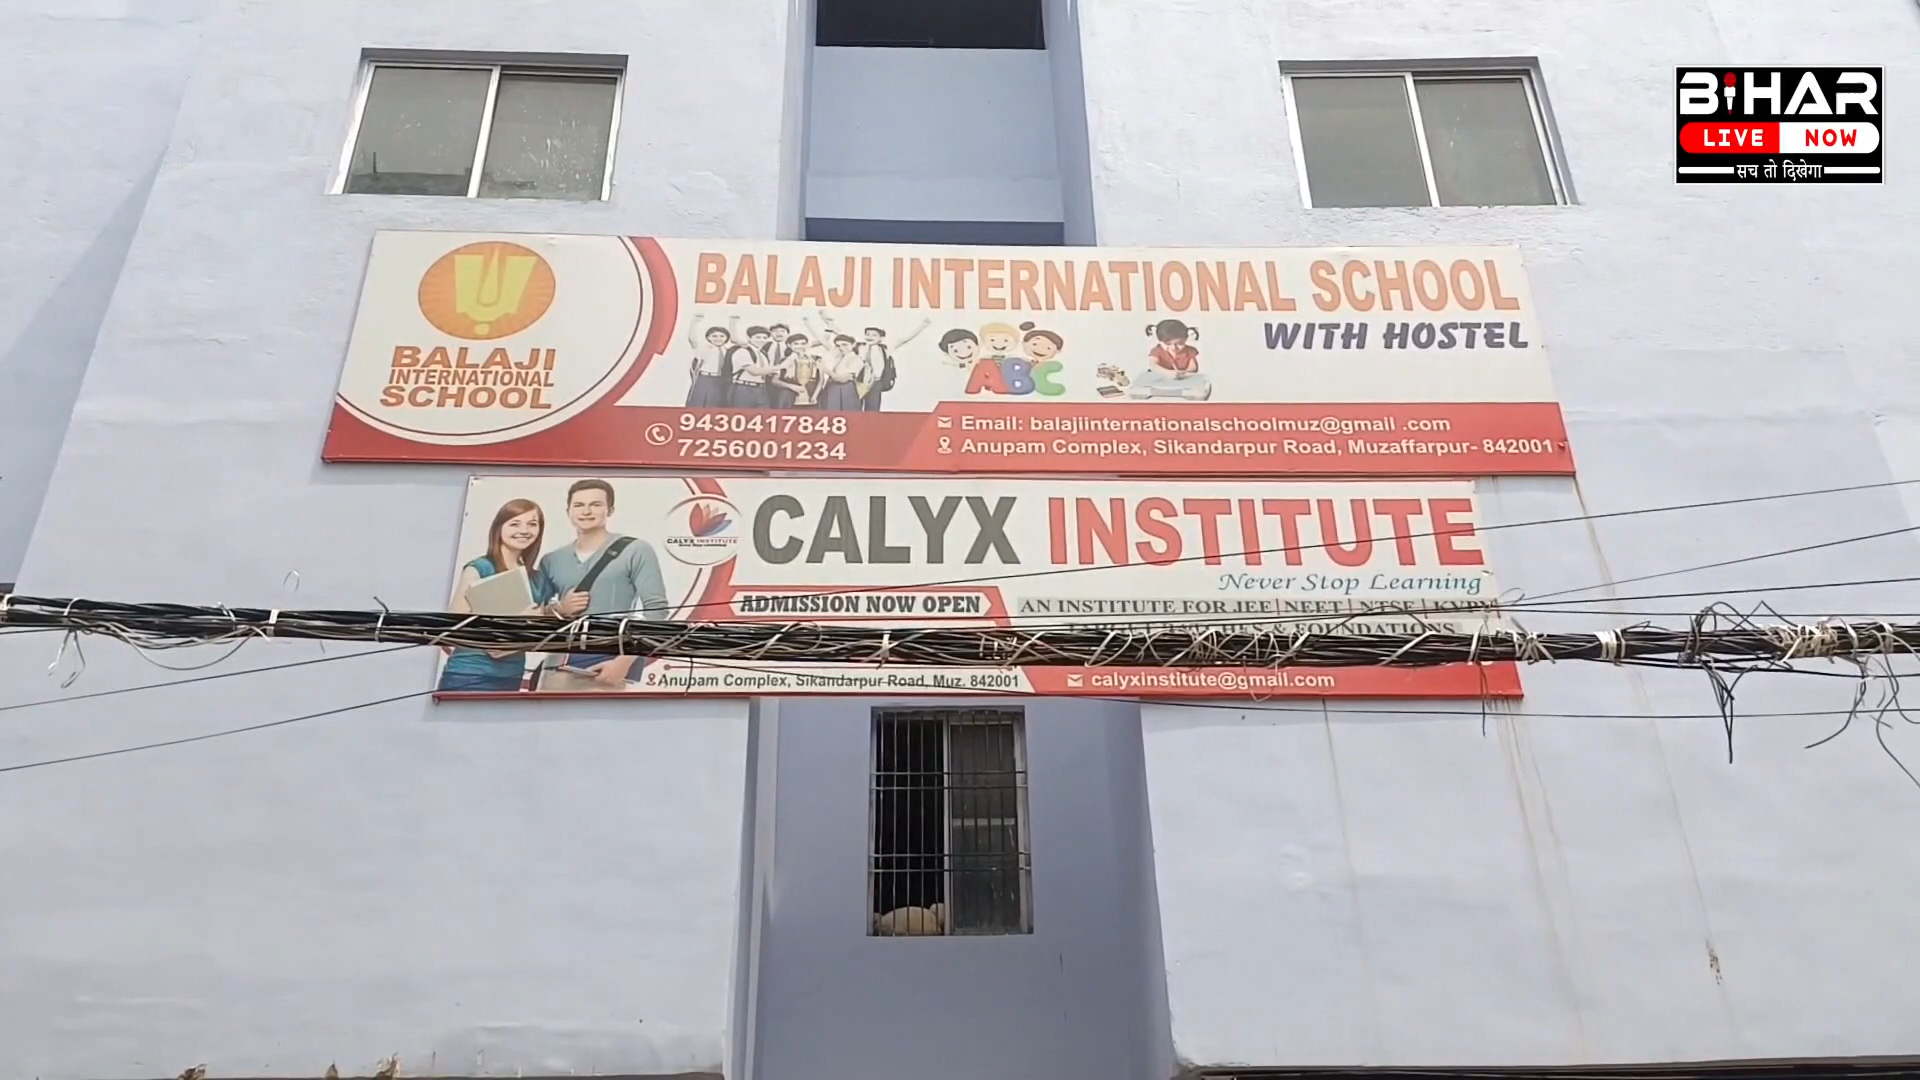 BiHAR
LIVE NOW
सच तो दिखेगा
BALAJI INTERNATIONAL SCHOOL
WITH HOSTEL
BALAJI
INTERNATIONAL
SCHOOL
ABC
9430417848
7256001234
Email: balajiinternationalschoolmuz@gmail .com
Anupam Complex, Sikandarpur Road, Muzaffarpur- 842001
CALYX INSTITUTE
CALYX INSTITUTE
Never Stop Learning
ADMISSION NOW OPEN
AN INSTITUTE FOR JEE | NEET | NTSE | KVPY
& FOUNDATIONS
Anupam Complex, Sikandarpur Road, Muz. 842001
calyxinstitute@gmail.com